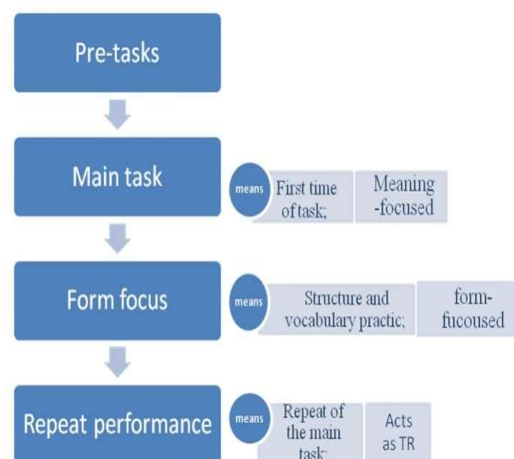 Pre-tasks
Main task
means
First time
of task;
Meaning
-focused
Form focus
means
Structure and
vocabulary practic;
form-
fucoused
Repeat performance
means
Repeat of
the main
task;
Acts
as TR